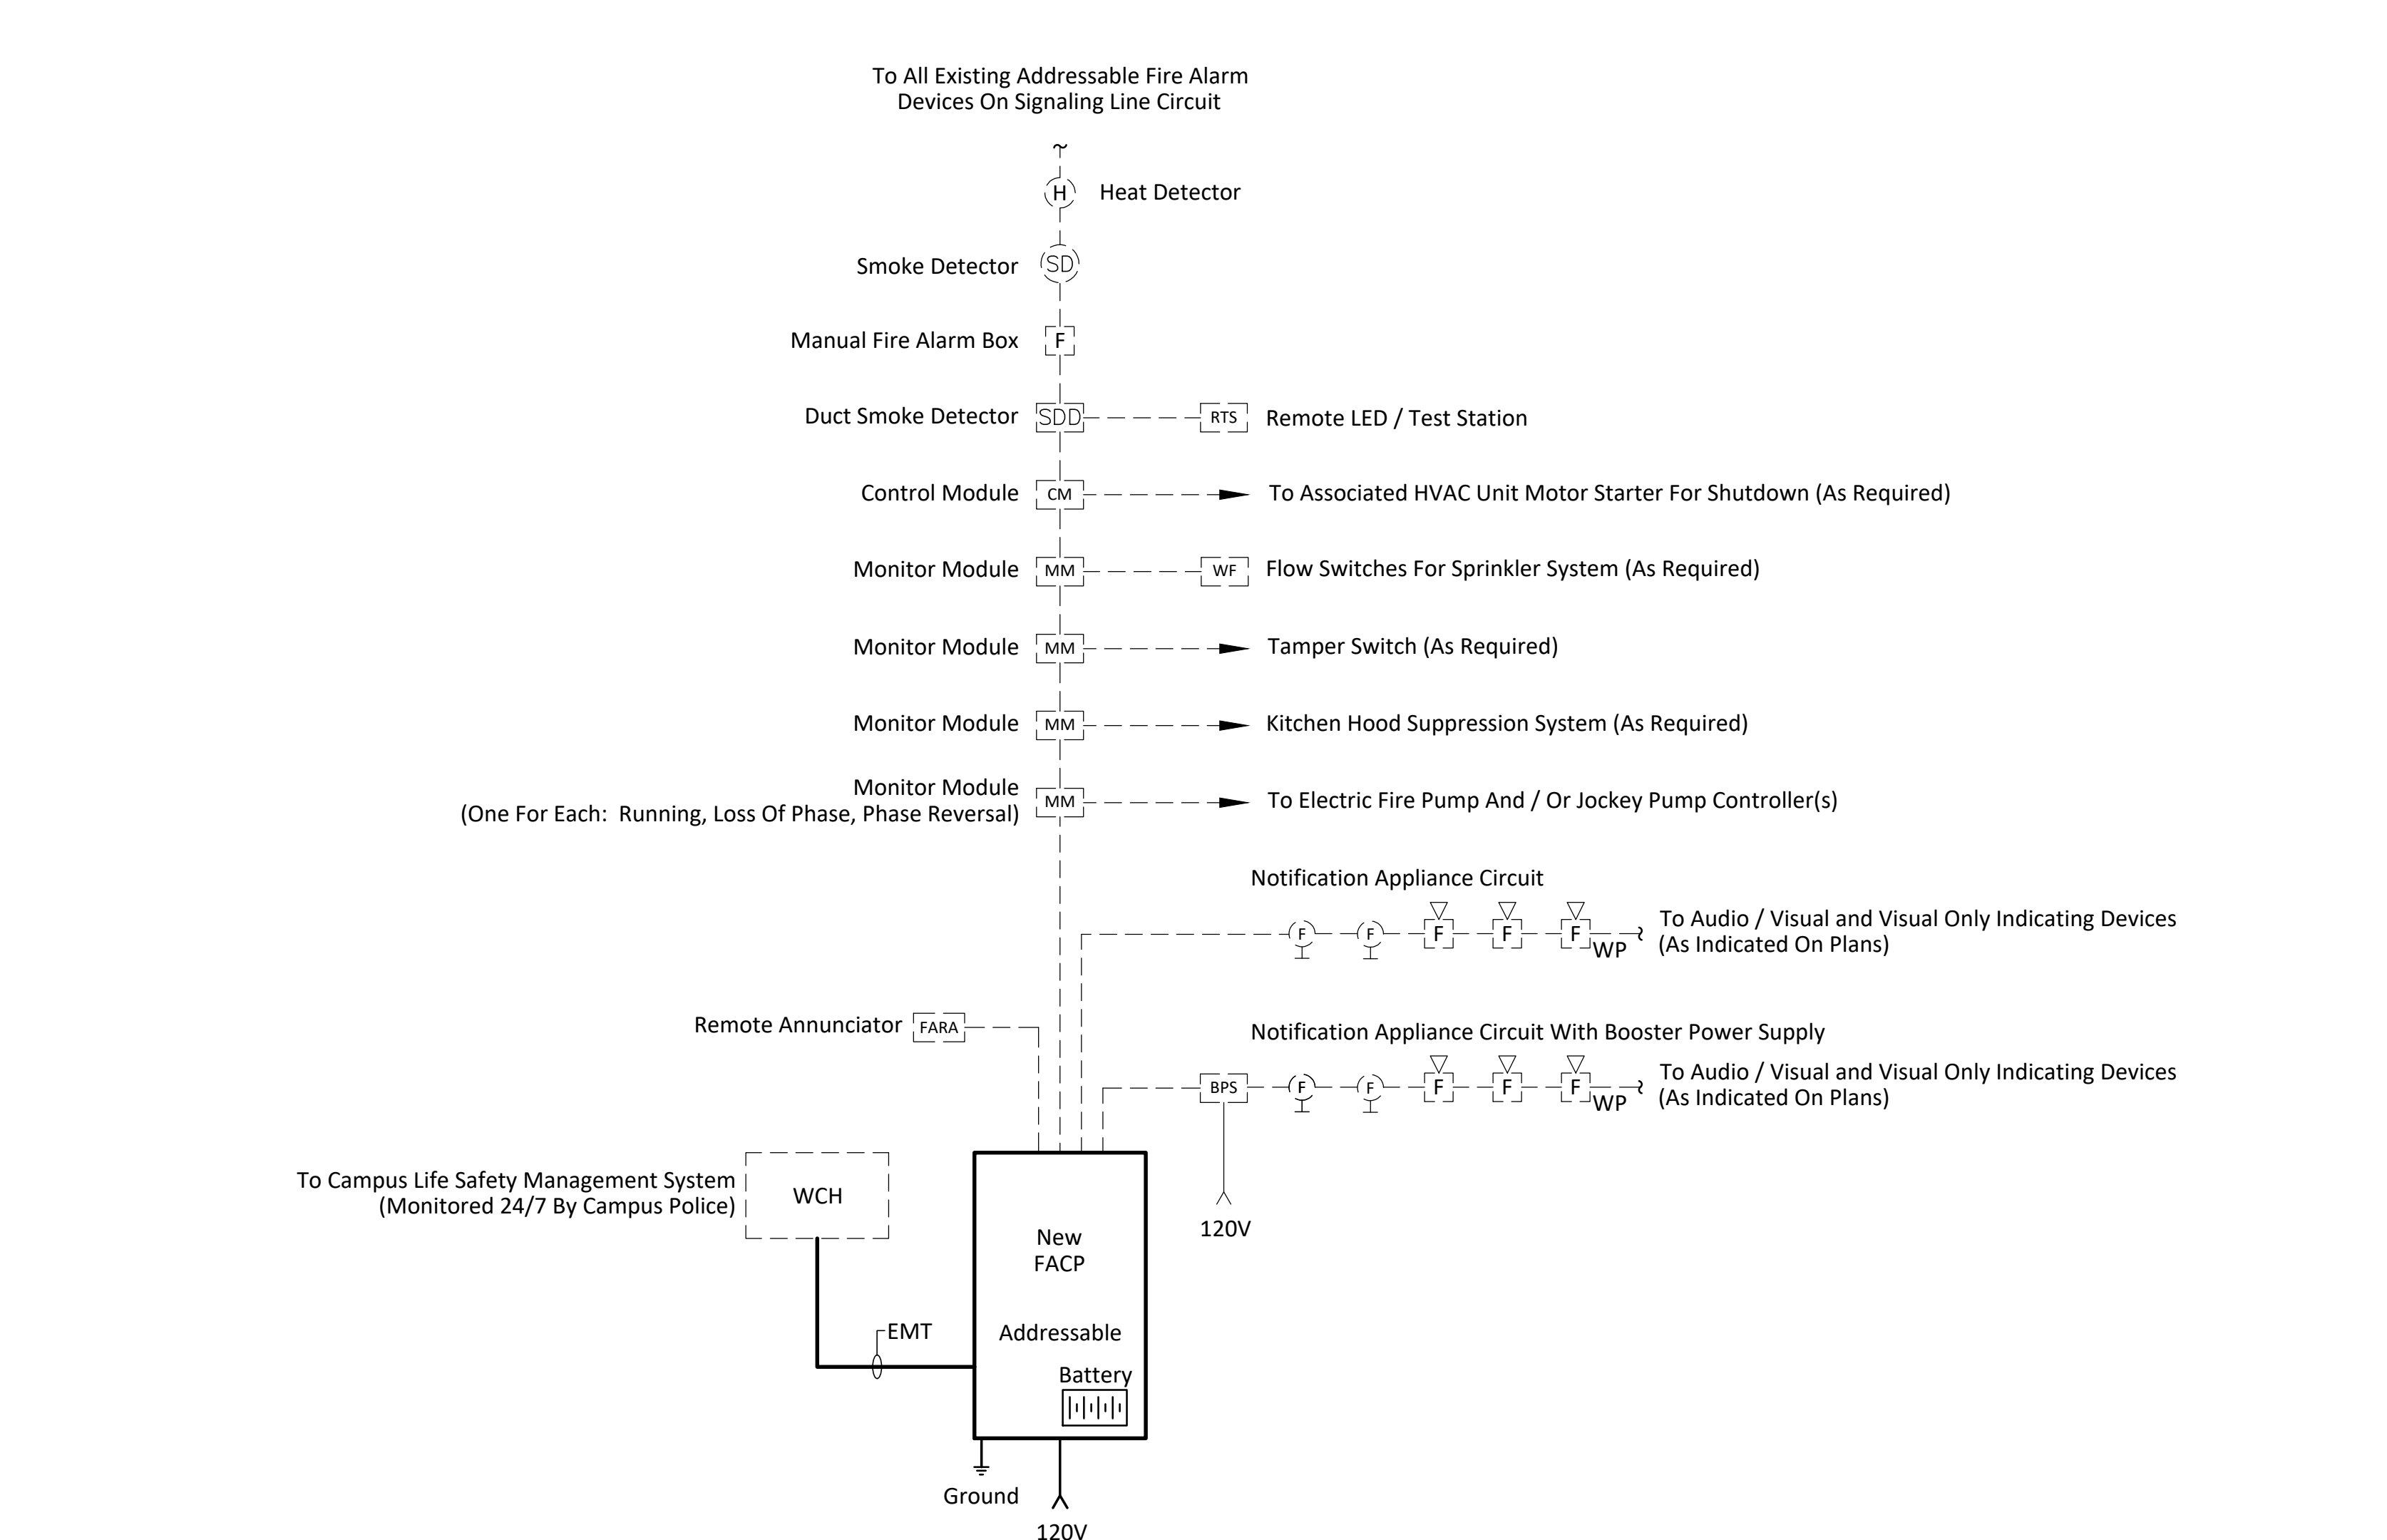 To All Existing Addressable Fire Alarm
Devices On Signaling Line Circuit
H Heat Detector
Smoke Detector SD
Manual Fire Alarm Box F
Duct Smoke Detector SDD RTS Remote LED / Test Station
Control Module CM To Associated HVAC Unit Motor Starter For Shutdown (As Required)
Monitor Module MM WF Flow Switches For Sprinkler System (As Required)
Monitor Module MM Tamper Switch (As Required)
Monitor Module MM Kitchen Hood Suppression System (As Required)
Monitor Module
(One For Each: Running, Loss Of Phase, Phase Reversal) MM To Electric Fire Pump And / Or Jockey Pump Controller(s)
Notification Appliance Circuit
F F F F F WP To Audio / Visual and Visual Only Indicating Devices
(As Indicated On Plans)
Remote Annunciator FARA
Notification Appliance Circuit With Booster Power Supply
BPS F F F F F WP To Audio / Visual and Visual Only Indicating Devices
(As Indicated On Plans)
120V
To Campus Life Safety Management System
(Monitored 24/7 By Campus Police)
WCH
New
FACP
Addressable
EMT
Battery
Ground
120V